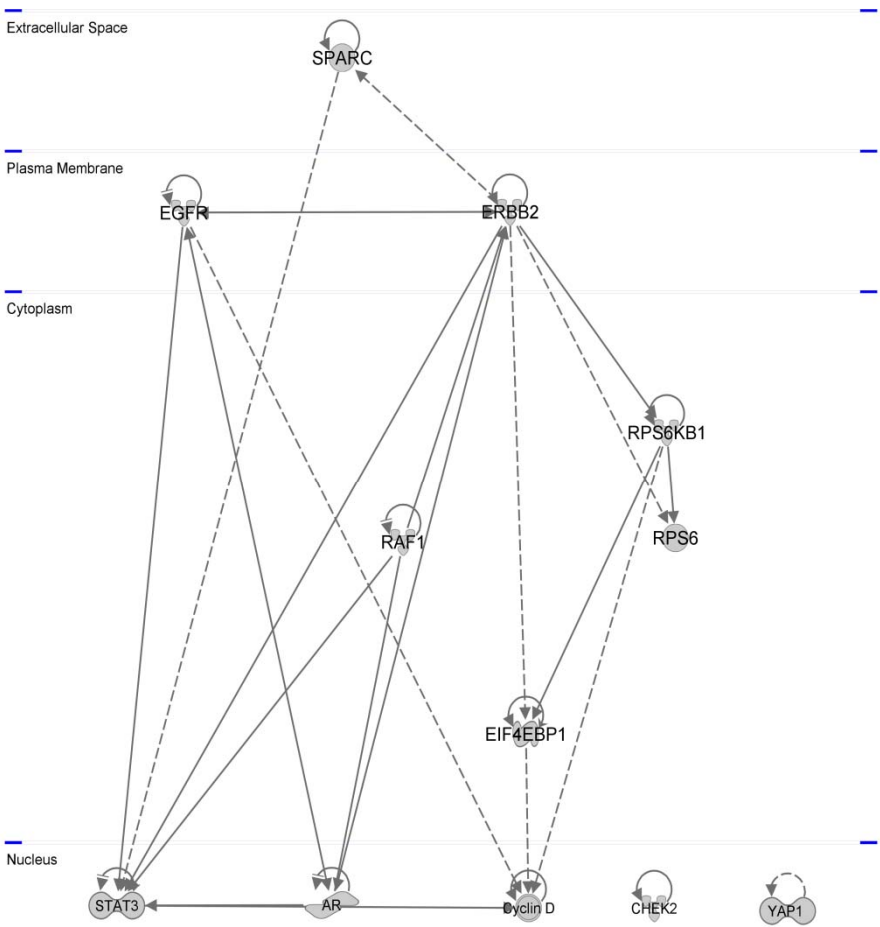 Extracellular Space
SPARC
Plasma Membrane
EGFR
ERBB2
Cytoplasm
RPS6KB1
RAF1
RPS6
EIF4EBP1
Nucleus
STAT3
AR
Cyclin D
CHEK2
YAP1